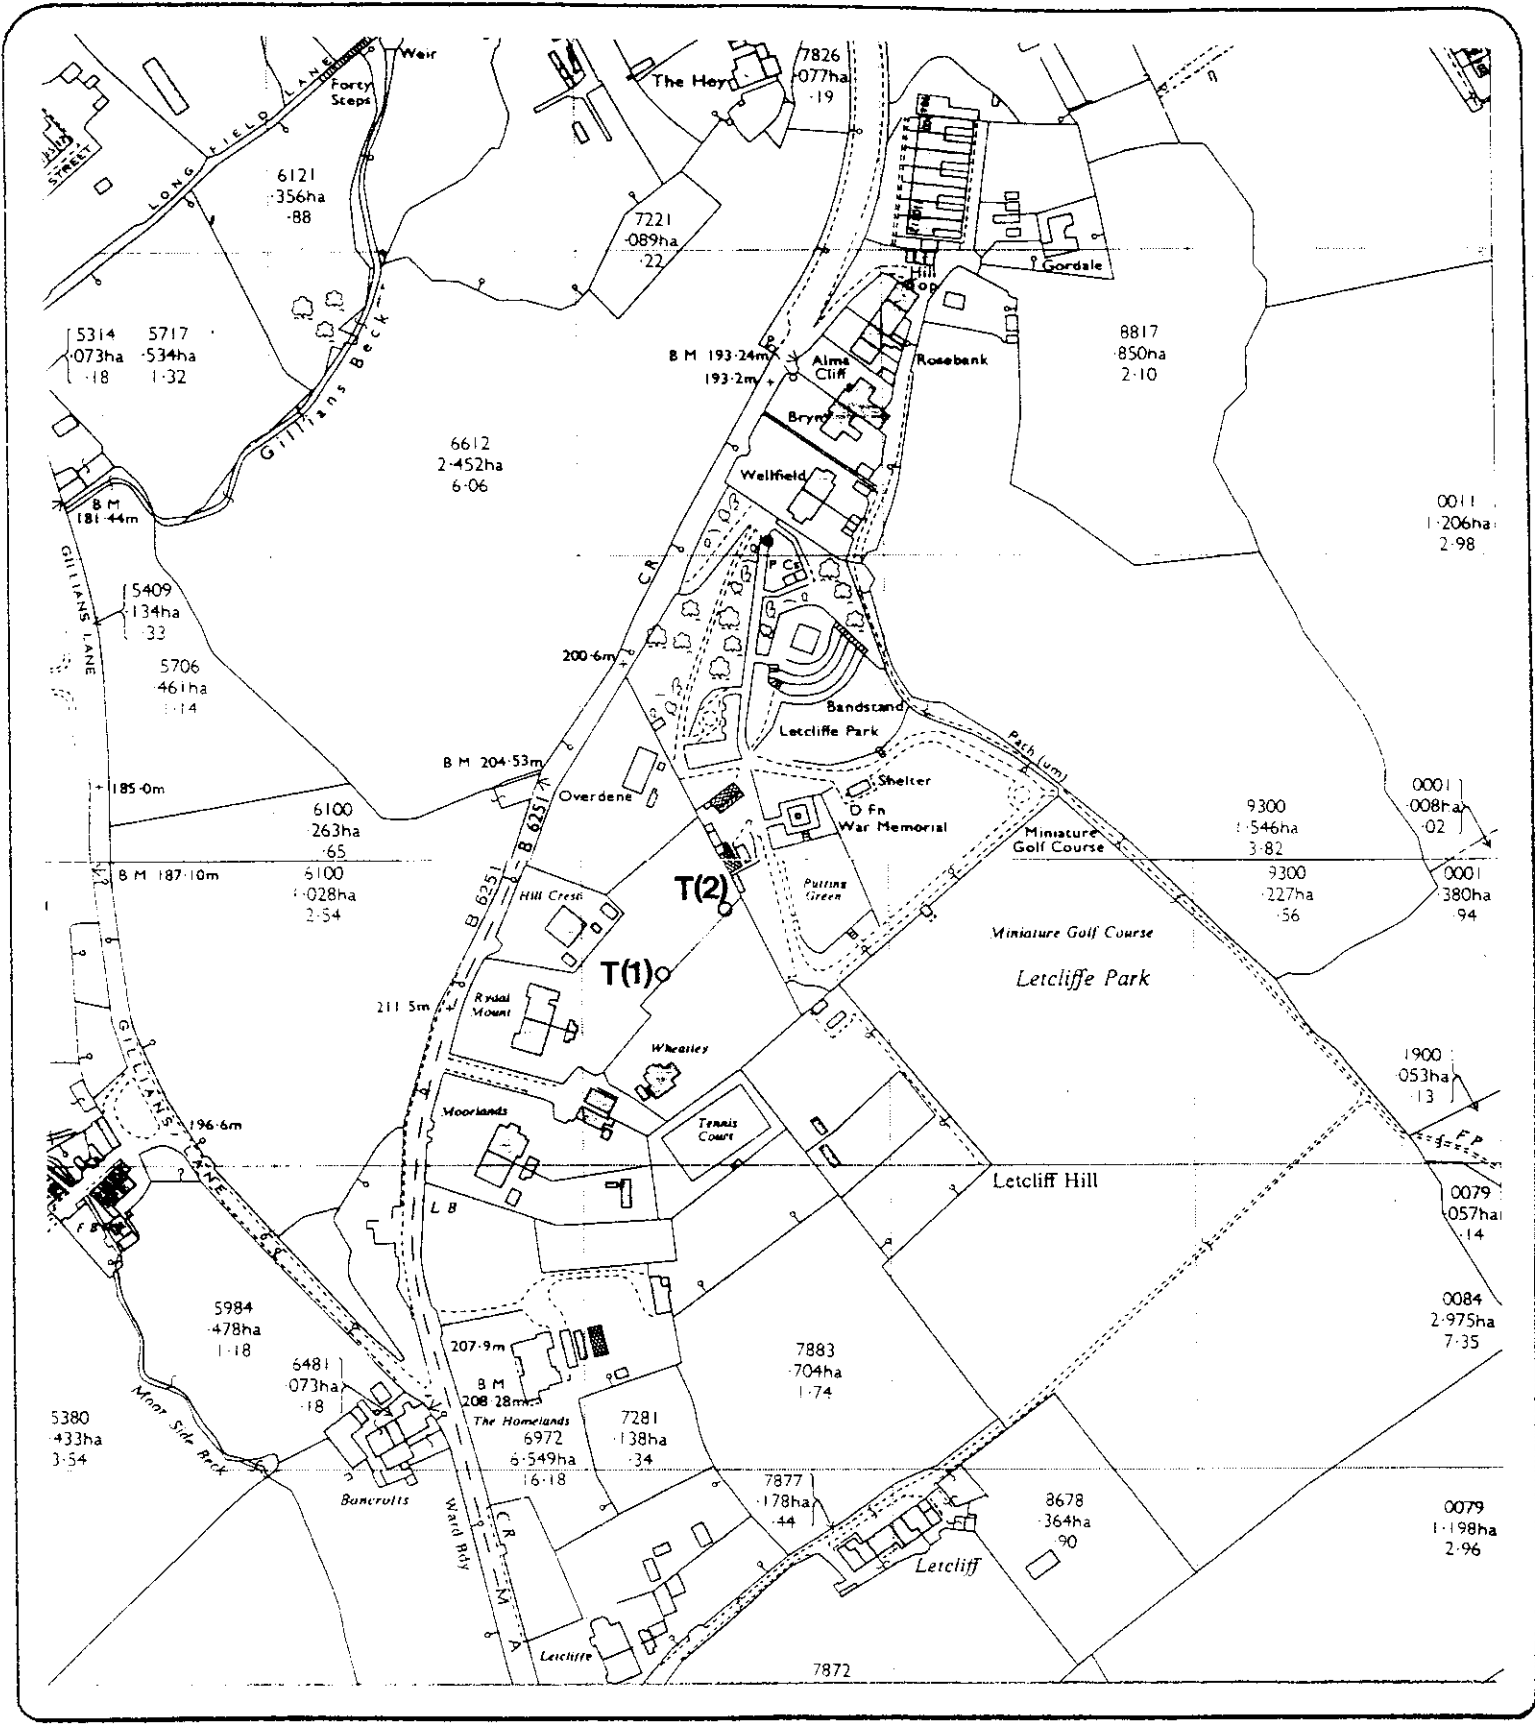 Weir
Forty
Steps
LONG FIELD LANE
STREET
The Hey
7826
·077ha
·19
6121
·356ha
·88
7221
·089ha
·22
Hill
Top
Gordale
5314
·073ha
·18
5717
·534ha
1·32
Gillians Beck
B M 193·24m
193·2m
Alma
Cliff
Rosebank
8817
·850ha
2·10
Bryn
6612
2·452ha
6·06
Wellfield
B M
181·44m
0011
1·206ha
2·98
GILLIANS LANE
CR
P Cs
5409
·134ha
·33
5706
·461ha
1·14
200·6m
Bandstand
Letcliffe Park
Path (um)
B M 204·53m
185·0m
Overdene
Shelter
D Fn
War Memorial
6100
·263ha
·65
B 6251
Miniature
Golf Course
9300
1·546ha
3·82
0001
·008ha
·02
B M 187·10m
6100
1·028ha
2·54
B 6251
Hill Crest
T(2)
Putting
Green
9300
·227ha
·56
0001
·380ha
·94
Miniature Golf Course
Letcliffe Park
T(1)
211·5m
Rydal
Mount
Wheatley
GILLIANS LANE
1900
·053ha
·13
196·6m
Moorlands
Tennis
Court
FP
Letcliff Hill
L B
F B
0079
·057ha
·14
5984
·478ha
1·18
0084
2·975ha
7·35
207·9m
7883
·704ha
1·74
6481
·073ha
·18
B M
208·28m
Moor Side Beck
5380
·433ha
3·54
The Homelands
6972
6·549ha
16·18
7281
·138ha
·34
7877
·178ha
·44
8678
·364ha
·90
0079
1·198ha
2·96
Bancrofts
Ward Bdy
CR
M
A
Letcliff
Letcliffe
7872